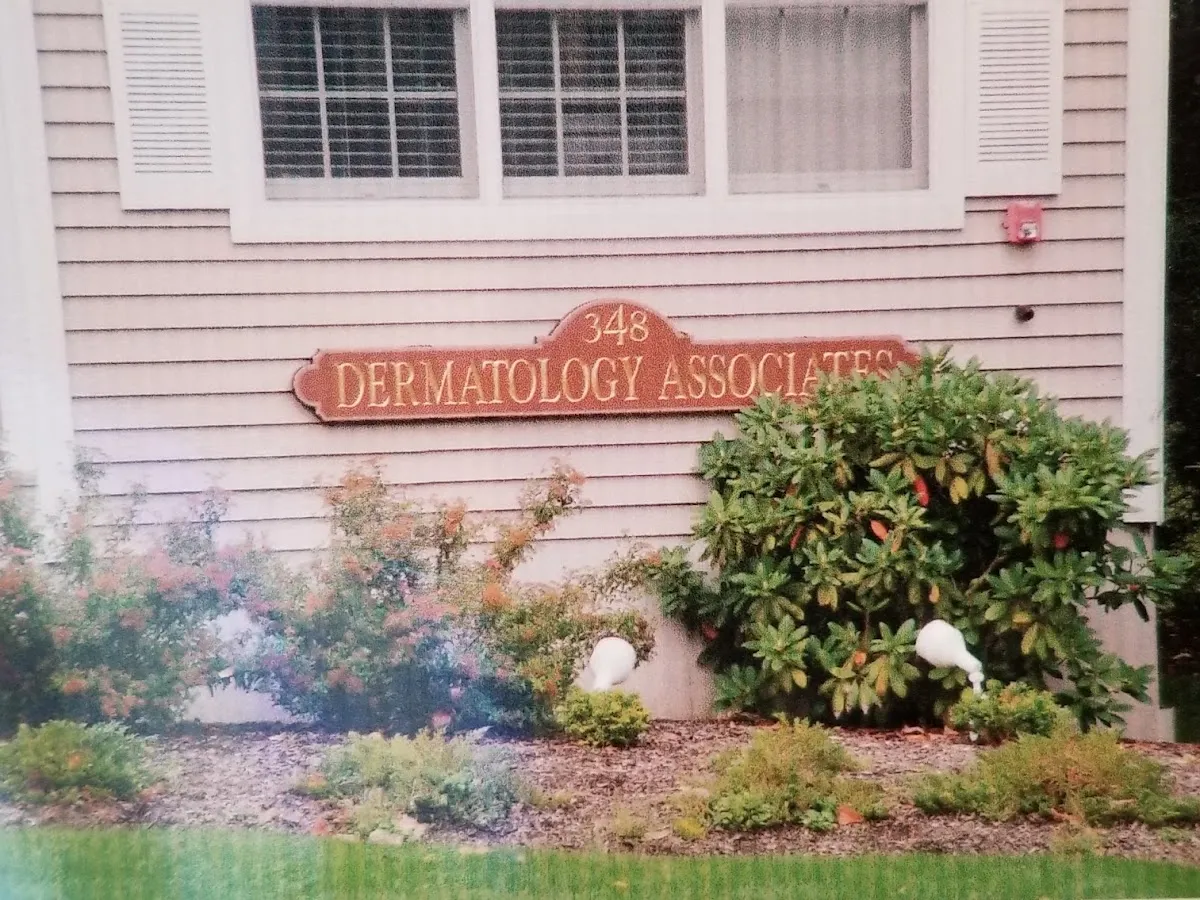 348
DERMATOLOGY ASSOCIATES